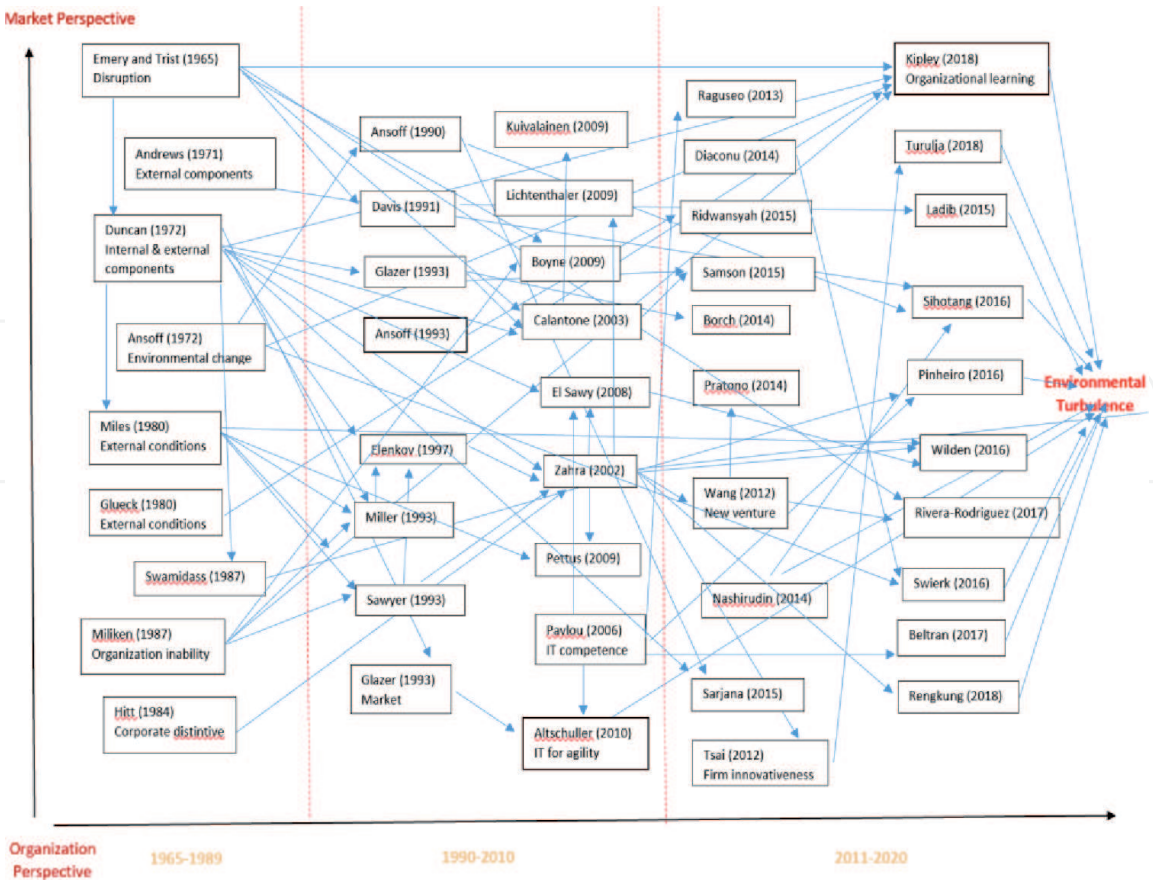 Market Perspective
Emery and Trist (1965)
Disruption
Andrews (1971)
External components
Duncan (1972)
Internal & external
components
Ansoff (1972)
Environmental change
Miles (1980)
External conditions
Glueck (1980)
External conditions
Swamidass (1987)
Miliken (1987)
Organization inability
Hitt (1984)
Corporate distintive
Ansoff (1990)
Davis (1991)
Glazer (1993)
Ansoff (1993)
Elenkov (1997)
Miller (1993)
Sawyer (1993)
Glazer (1993)
Market
Kuivalainen (2009)
Lichtenthaler (2009)
Boyne (2009)
Calantone (2003)
El Sawy (2008)
Zahra (2002)
Pettus (2009)
Pavlou (2006)
IT competence
Altschuller (2010)
IT for agility
Raguseo (2013)
Diaconu (2014)
Ridwansyah (2015)
Samson (2015)
Borch (2014)
Pratono (2014)
Wang (2012)
New venture
Nashirudin (2014)
Sarjana (2015)
Tsai (2012)
Firm innovativeness
Kipley (2018)
Organizational learning
Turulja (2018)
Ladib (2015)
Sihotang (2016)
Pinheiro (2016)
Wilden (2016)
Rivera-Rodriguez (2017)
Swierk (2016)
Beltran (2017)
Rengkung (2018)
Environmental
Turbulence
Organization
Perspective
1965-1989
1990-2010
2011-2020